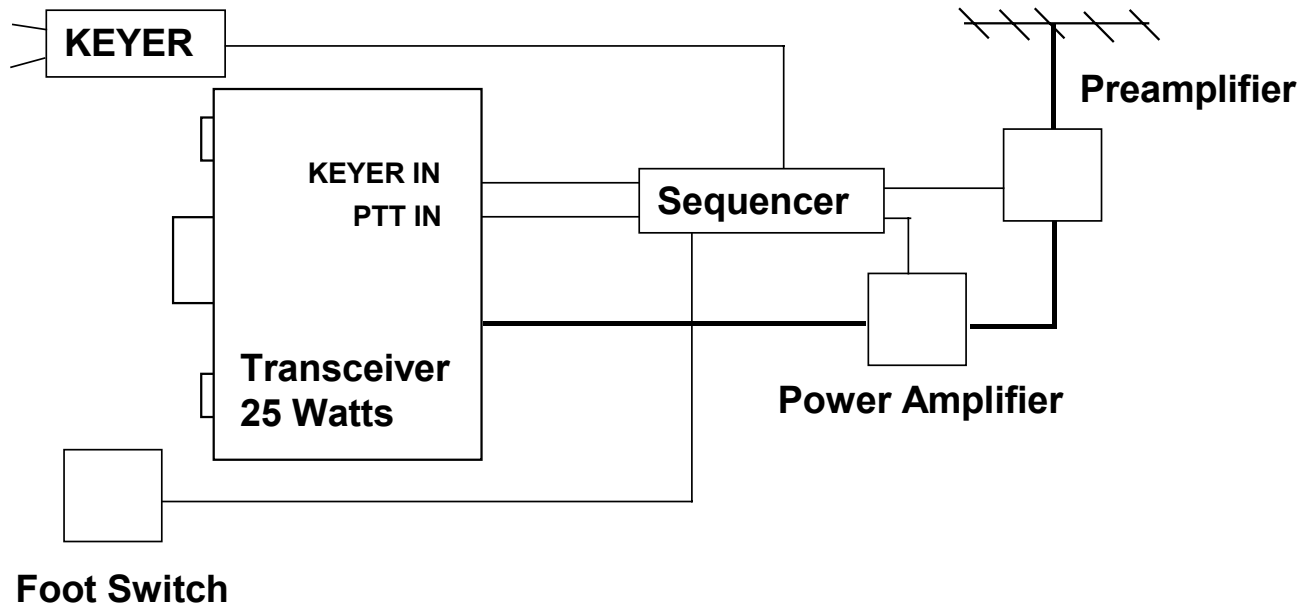 KEYER
Preamplifier
KEYER IN
PTT IN
Sequencer
Transceiver
25 Watts
Power Amplifier
Foot Switch